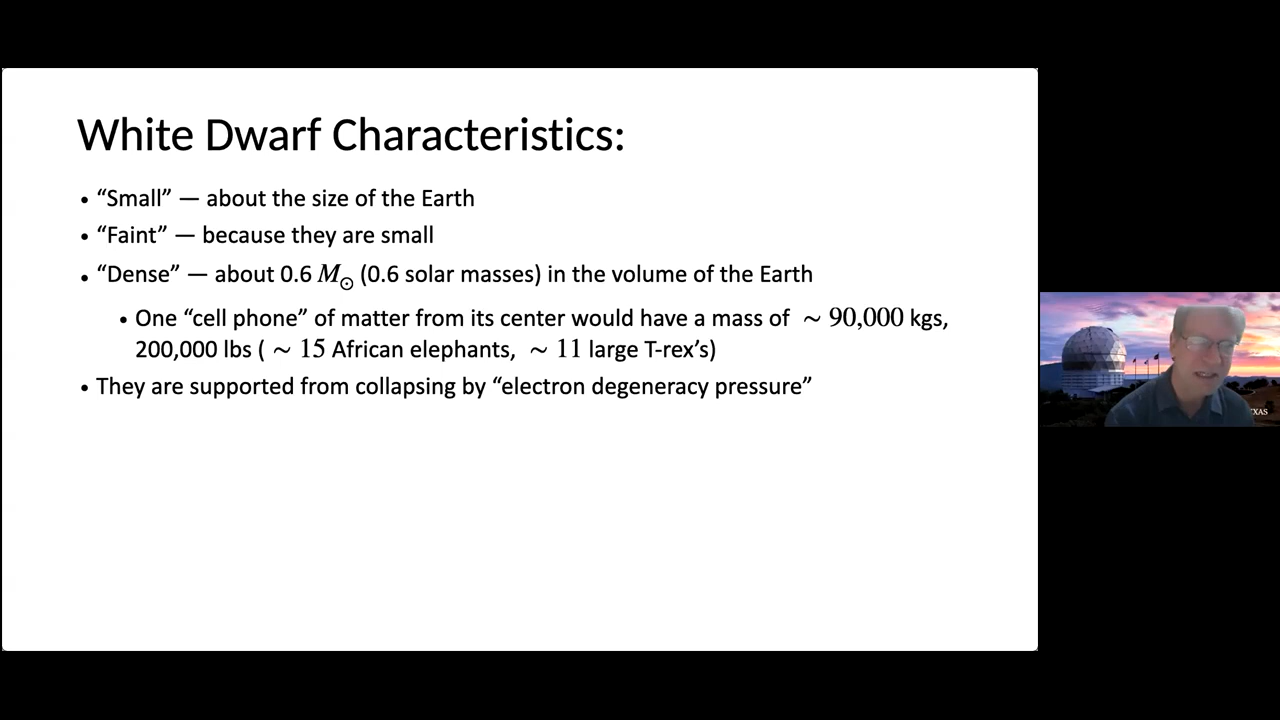 White Dwarf Characteristics:
• “Small” — about the size of the Earth
• “Faint” — because they are small
• “Dense” — about 0.6 M☉ (0.6 solar masses) in the volume of the Earth
• One “cell phone” of matter from its center would have a mass of ~ 90,000 kgs,
200,000 lbs ( ~ 15 African elephants, ~ 11 large T-rex’s)
• They are supported from collapsing by “electron degeneracy pressure”
EXAS